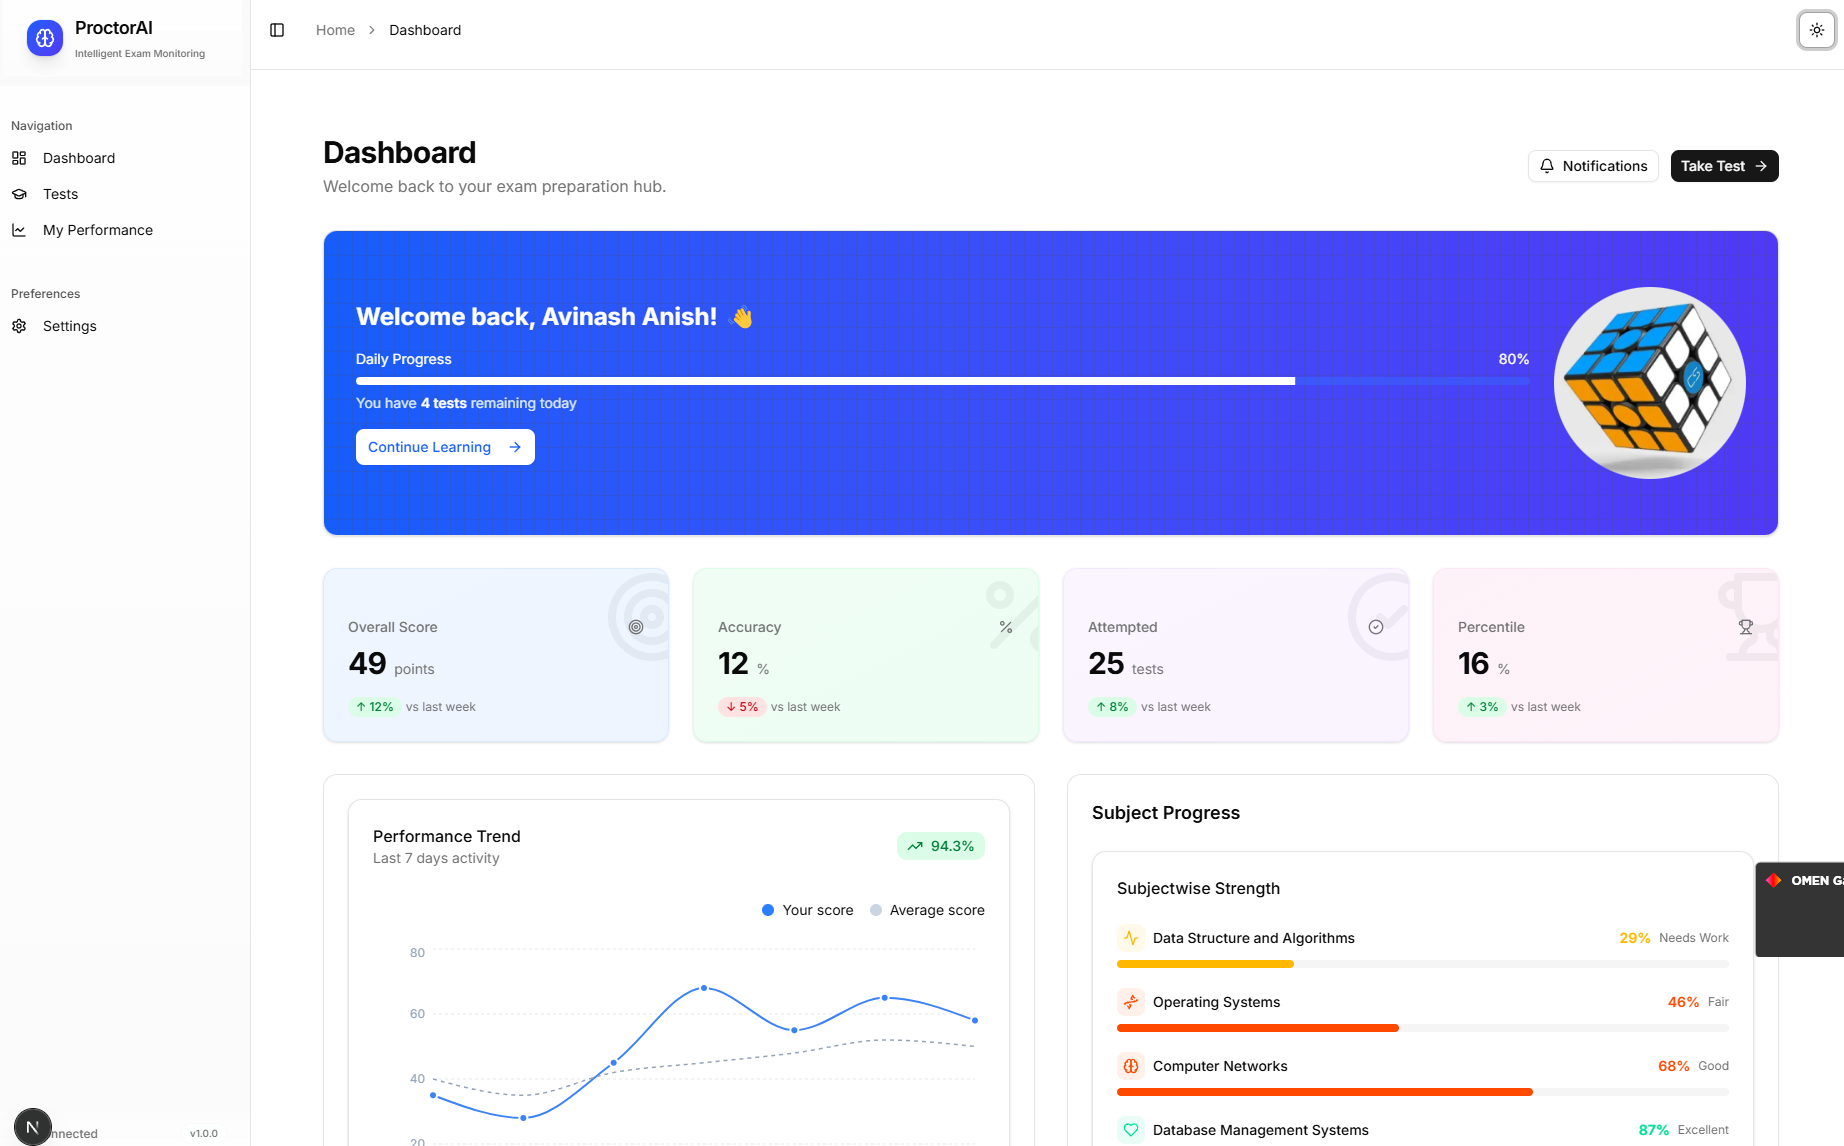 ProctorAI
Intelligent Exam Monitoring
Home > Dashboard
Navigation
Dashboard
Tests
My Performance
Preferences
Settings
Dashboard
Welcome back to your exam preparation hub.
Notifications
Take Test →
Welcome back, Avinash Anish! 👋
Daily Progress 80%
You have 4 tests remaining today
Continue Learning →
Overall Score
49 points
↑ 12% vs last week
Accuracy %
12 %
↓ 5% vs last week
Attempted
25 tests
↑ 8% vs last week
Percentile
16 %
↑ 3% vs last week
Performance Trend
Last 7 days activity
94.3%
Your score Average score
80
60
40
20
Subject Progress
Subjectwise Strength
Data Structure and Algorithms 29% Needs Work
Operating Systems 46% Fair
Computer Networks 68% Good
Database Management Systems 87% Excellent
OMEN
N
v1.0.0